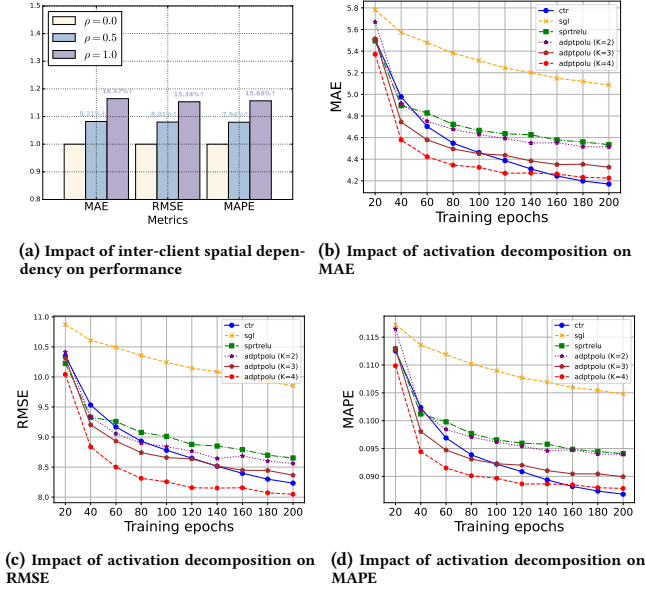 1.5
1.4
1.3
1.2
1.1
1.0
0.9
0.8
ρ = 0.0
ρ = 0.5
ρ = 1.0
8.21%↑
16.47%↑
8.01%↑
15.34%↑
7.94%↑
15.69%↑
MAE
RMSE
MAPE
Metrics
(a) Impact of inter-client spatial depen-
dency on performance
MAE
5.8
5.6
5.4
5.2
5.0
4.8
4.6
4.4
4.2
ctr
sgl
sprtrelu
adptpolu (K=2)
adptpolu (K=3)
adptpolu (K=4)
20 40 60 80 100 120 140 160 180 200
Training epochs
(b) Impact of activation decomposition on
MAE
RMSE
11.0
10.5
10.0
9.5
9.0
8.5
8.0
ctr
sgl
sprtrelu
adptpolu (K=2)
adptpolu (K=3)
adptpolu (K=4)
20 40 60 80 100 120 140 160 180 200
Training epochs
(c) Impact of activation decomposition on
RMSE
MAPE
0.115
0.110
0.105
0.100
0.095
0.090
ctr
sgl
sprtrelu
adptpolu (K=2)
adptpolu (K=3)
adptpolu (K=4)
20 40 60 80 100 120 140 160 180 200
Training epochs
(d) Impact of activation decomposition on
MAPE